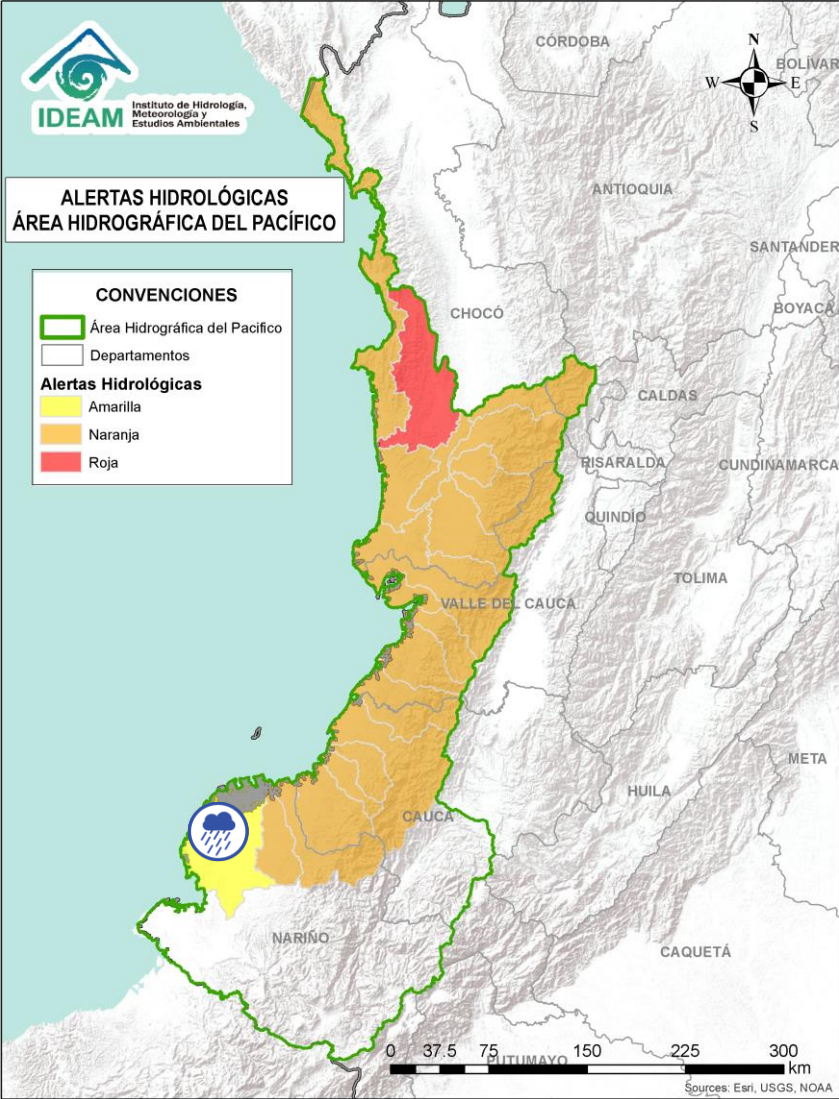 IDEAM
Instituto de Hidrología,
Meteorología y
Estudios Ambientales
ALERTAS HIDROLÓGICAS
ÁREA HIDROGRÁFICA DEL PACÍFICO
CONVENCIONES
Área Hidrográfica del Pacifico
Departamentos
Alertas Hidrológicas
Amarilla
Naranja
Roja
N
W E
S
CÓRDOBA
BOLÍVAR
ANTIOQUIA
SANTANDER
BOYACÁ
CHOCÓ
CALDAS
RISARALDA
CUNDINAMARCA
QUINDÍO
TOLIMA
VALLE DEL CAUCA
META
HUILA
CAUCA
NARIÑO
CAQUETÁ
PUTUMAYO
0 37.5 75 150 225 300
km
Sources: Esri, USGS, NOAA